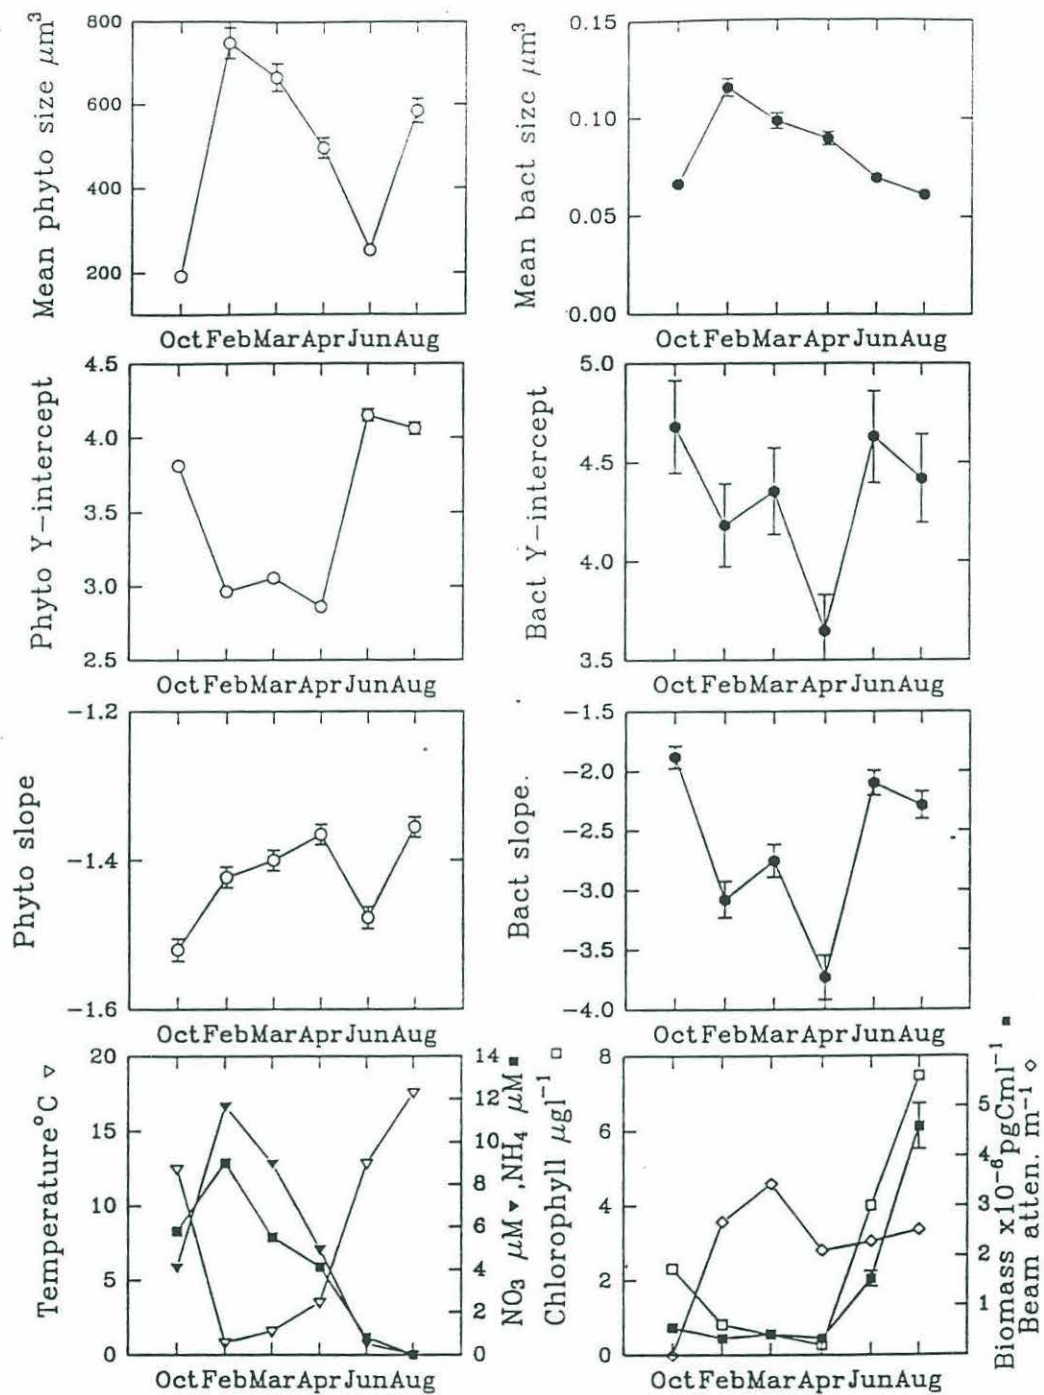 Mean phyto size μm³
800
600
400
200
Oct Feb Mar Apr Jun Aug
Mean bact size μm³
0.15
0.10
0.05
0.00
Oct Feb Mar Apr Jun Aug
Phyto Y-intercept
4.5
4.0
3.5
3.0
2.5
Oct Feb Mar Apr Jun Aug
Bact Y-intercept
5.0
4.5
4.0
3.5
Oct Feb Mar Apr Jun Aug
Phyto slope
-1.2
-1.4
-1.6
Oct Feb Mar Apr Jun Aug
Bact slope.
-1.5
-2.0
-2.5
-3.0
-3.5
-4.0
Oct Feb Mar Apr Jun Aug
Temperature°C ▽
20
15
10
5
0
14
12
10
8
6
4
2
0
NO₃ μM ▼, NH₄ μM ■
Oct Feb Mar Apr Jun Aug
Chlorophyll μgl⁻¹ □
8
6
4
2
0
5
4
3
2
1
Biomass x10⁻⁶pgCml⁻¹ ■
Beam atten. m⁻¹ ◇
Oct Feb Mar Apr Jun Aug